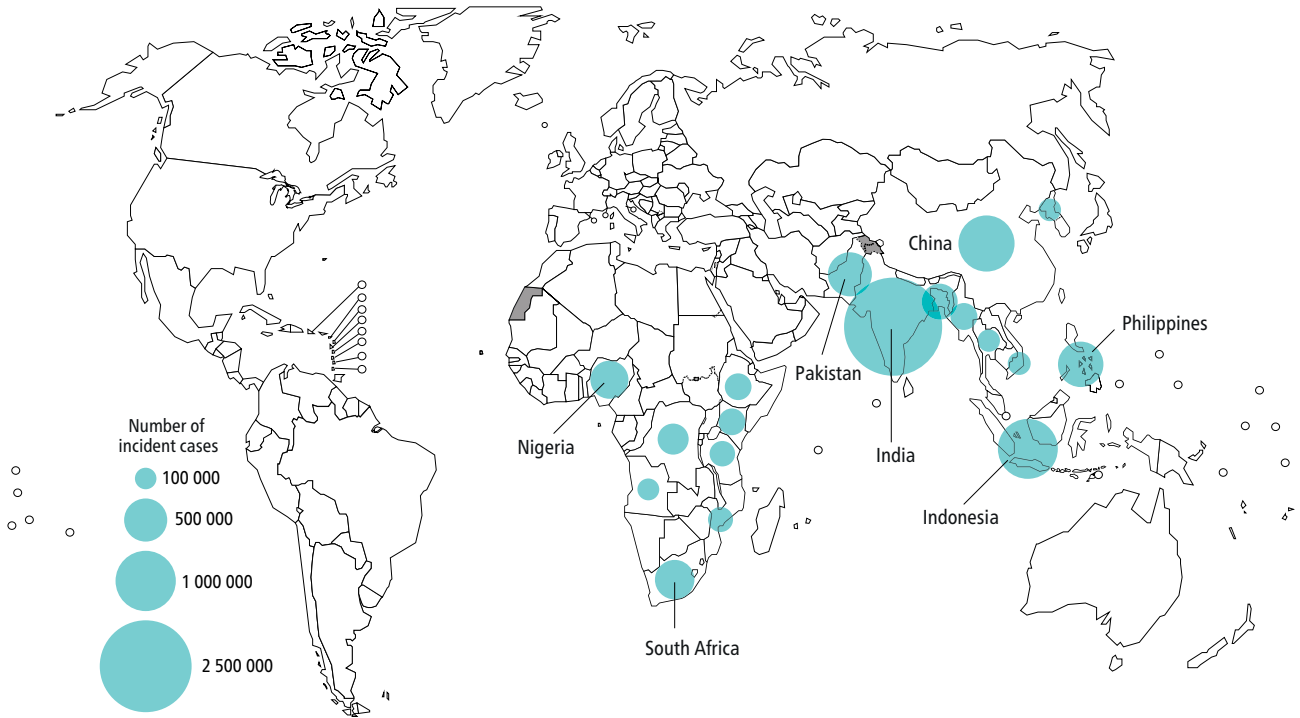 China
Philippines
Pakistan
Nigeria
India
Indonesia
South Africa
Number of
incident cases
100 000
500 000
1 000 000
2 500 000